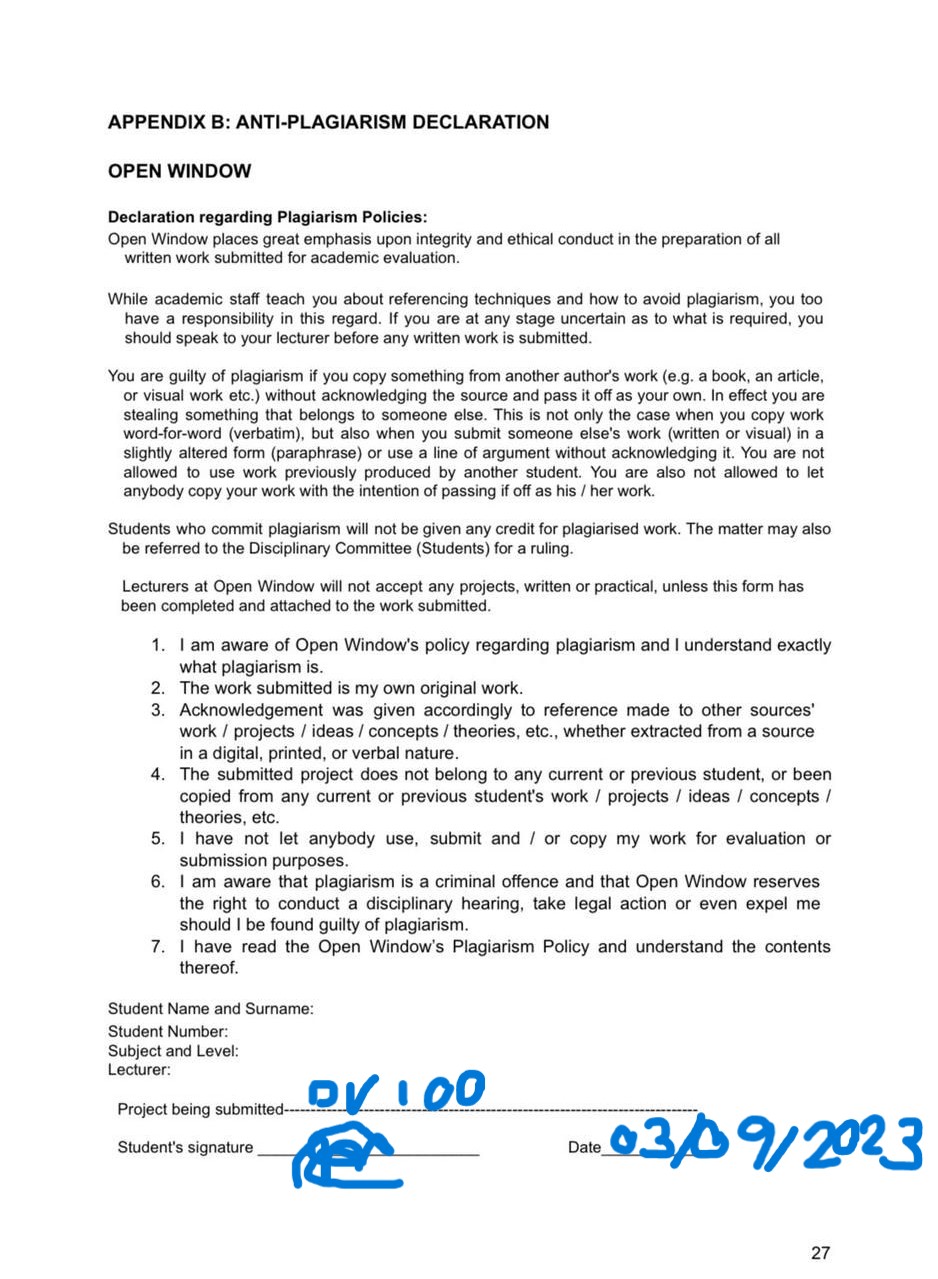 APPENDIX B: ANTI-PLAGIARISM DECLARATION
OPEN WINDOW
Declaration regarding Plagiarism Policies:
Open Window places great emphasis upon integrity and ethical conduct in the preparation of all
written work submitted for academic evaluation.
While academic staff teach you about referencing techniques and how to avoid plagiarism, you too
have a responsibility in this regard. If you are at any stage uncertain as to what is required, you
should speak to your lecturer before any written work is submitted.
You are guilty of plagiarism if you copy something from another author's work (e.g. a book, an article,
or visual work etc.) without acknowledging the source and pass it off as your own. In effect you are
stealing something that belongs to someone else. This is not only the case when you copy work
word-for-word (verbatim), but also when you submit someone else's work (written or visual) in a
slightly altered form (paraphrase) or use a line of argument without acknowledging it. You are not
allowed to use work previously produced by another student. You are also not allowed to let
anybody copy your work with the intention of passing if off as his / her work.
Students who commit plagiarism will not be given any credit for plagiarised work. The matter may also
be referred to the Disciplinary Committee (Students) for a ruling.
Lecturers at Open Window will not accept any projects, written or practical, unless this form has
been completed and attached to the work submitted.
1. I am aware of Open Window's policy regarding plagiarism and I understand exactly
what plagiarism is.
2. The work submitted is my own original work.
3. Acknowledgement was given accordingly to reference made to other sources'
work / projects / ideas / concepts / theories, etc., whether extracted from a source
in a digital, printed, or verbal nature.
4. The submitted project does not belong to any current or previous student, or been
copied from any current or previous student's work / projects / ideas / concepts /
theories, etc.
5. I have not let anybody use, submit and / or copy my work for evaluation or
submission purposes.
6. I am aware that plagiarism is a criminal offence and that Open Window reserves
the right to conduct a disciplinary hearing, take legal action or even expel me
should I be found guilty of plagiarism.
7. I have read the Open Window's Plagiarism Policy and understand the contents
thereof.
Student Name and Surname:
Student Number:
Subject and Level:
Lecturer:
Project being submitted DV 100
Student's signature
Date 03/09/2023
27